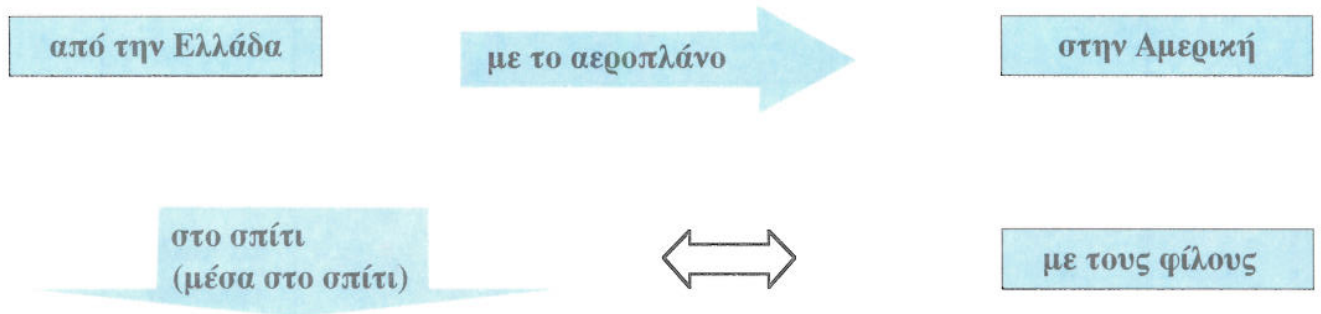 από την Ελλάδα
με το αεροπλάνο
στην Αμερική
στο σπίτι
(μέσα στο σπίτι)
με τους φίλους